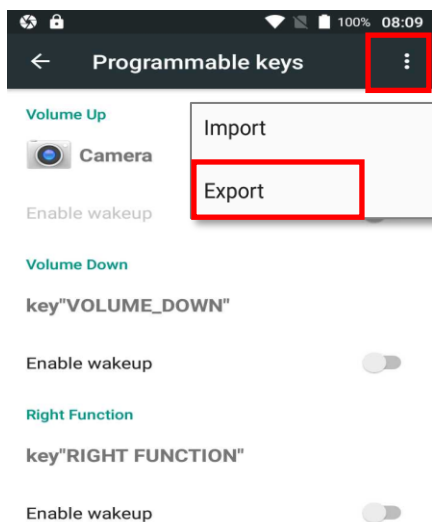 100% 08:09
Programmable keys
Volume Up
Import
Camera
Export
Enable wakeup
Volume Down
key"VOLUME_DOWN"
Enable wakeup
Right Function
key"RIGHT FUNCTION"
Enable wakeup